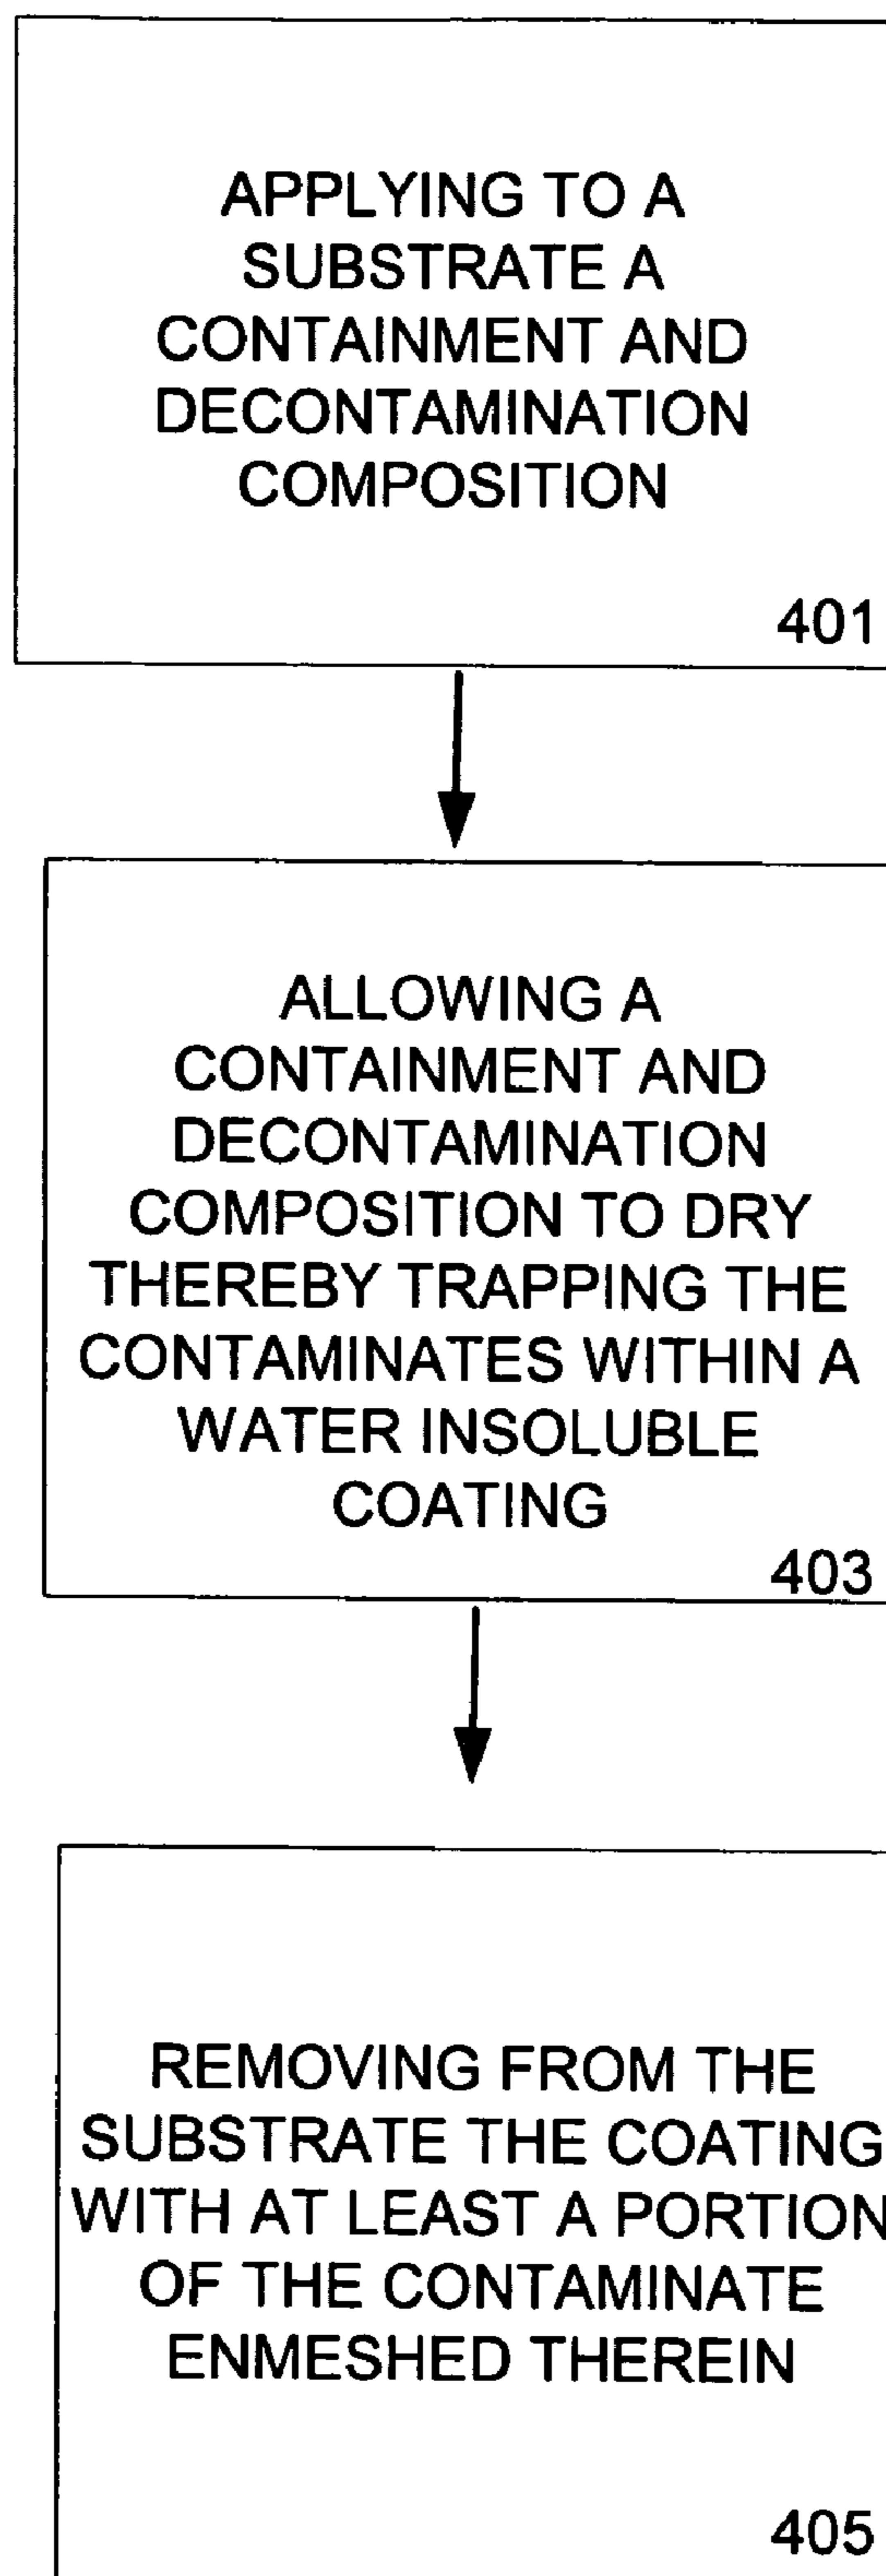 APPLYING TO A
SUBSTRATE A
CONTAINMENT AND
DECONTAMINATION
COMPOSITION
401
ALLOWING A
CONTAINMENT AND
DECONTAMINATION
COMPOSITION TO DRY
THEREBY TRAPPING THE
CONTAMINATES WITHIN A
WATER INSOLUBLE
COATING
403
REMOVING FROM THE
SUBSTRATE THE COATING
WITH AT LEAST A PORTION
OF THE CONTAMINATE
ENMESHED THEREIN
405